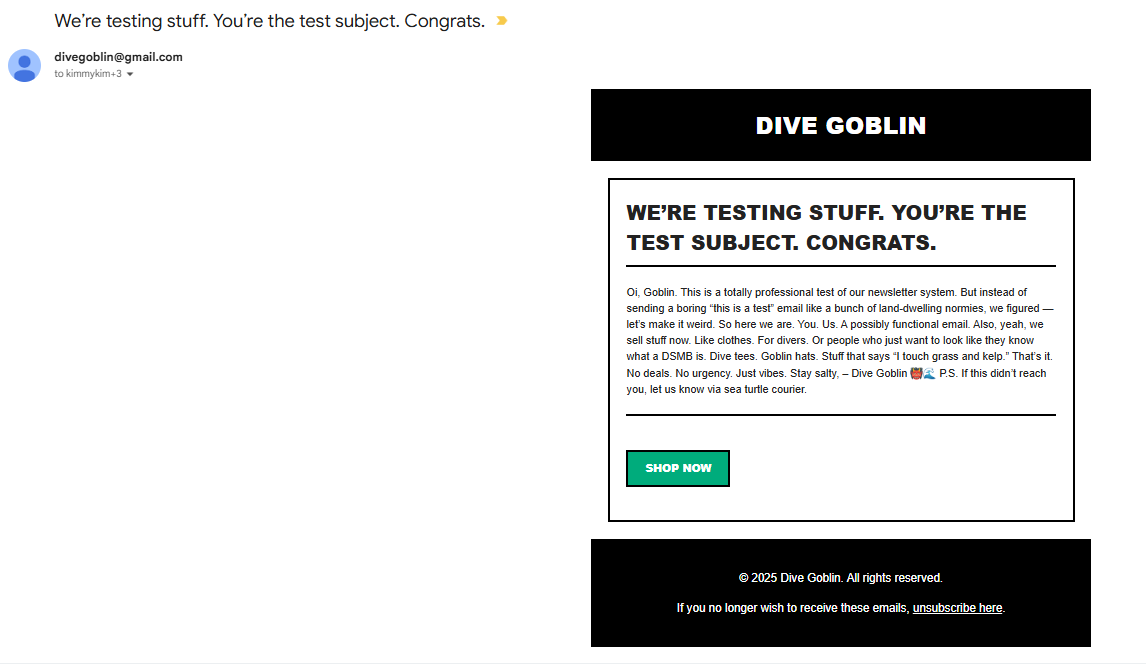 We’re testing stuff. You’re the test subject. Congrats.
divegoblin@gmail.com
to kimmykim+3
DIVE GOBLIN
WE’RE TESTING STUFF. YOU’RE THE
TEST SUBJECT. CONGRATS.
Oi, Goblin. This is a totally professional test of our newsletter system. But instead of
sending a boring “this is a test” email like a bunch of land-dwelling normies, we figured —
let’s make it weird. So here we are. You. Us. A possibly functional email. Also, yeah, we
sell stuff now. Like clothes. For divers. Or people who just want to look like they know
what a DSMB is. Dive tees. Goblin hats. Stuff that says “I touch grass and kelp.” That’s it.
No deals. No urgency. Just vibes. Stay salty, – Dive Goblin 👹🌊 P.S. If this didn’t reach
you, let us know via sea turtle courier.
SHOP NOW
© 2025 Dive Goblin. All rights reserved.
If you no longer wish to receive these emails, unsubscribe here.